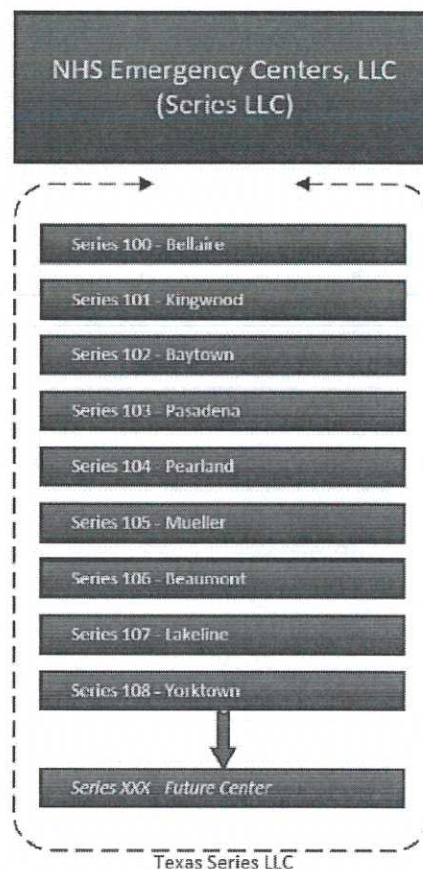 NHS Emergency Centers, LLC
(Series LLC)
Series 100 - Bellaire
Series 101 - Kingwood
Series 102 - Baytown
Series 103 - Pasadena
Series 104 - Pearland
Series 105 - Mueller
Series 106 - Beaumont
Series 107 - Lakeline
Series 108 - Yorktown
Series XXX Future Center
Texas Series LLC